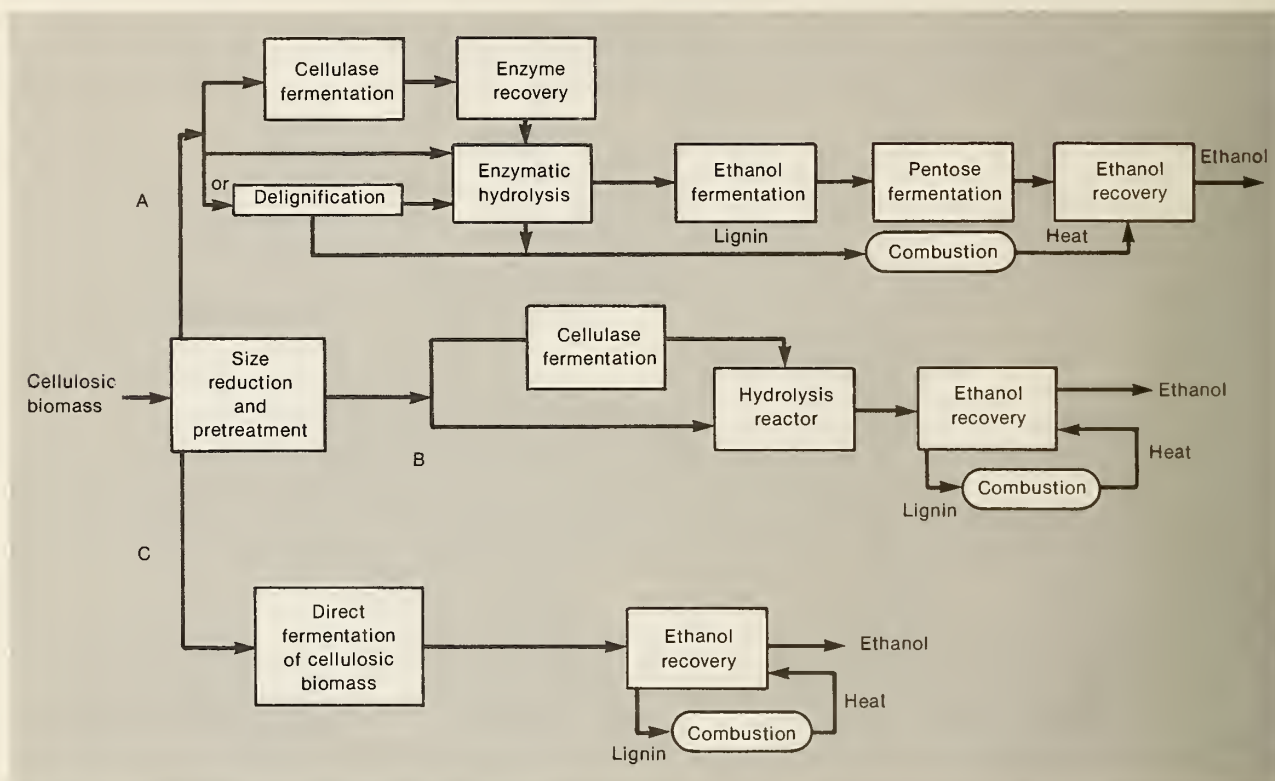 Cellulase
fermentation
Enzyme
recovery
Enzymatic
hydrolysis
Ethanol
fermentation
Pentose
fermentation
Ethanol
recovery
Ethanol
or
Delignification
A
Lignin
Combustion
Heat
Cellulosic
biomass
Size
reduction
and
pretreatment
B
Cellulase
fermentation
Hydrolysis
reactor
Ethanol
recovery
Ethanol
Heat
Combustion
Lignin
C
Direct
fermentation
of cellulosic
biomass
Ethanol
recovery
Ethanol
Heat
Combustion
Lignin